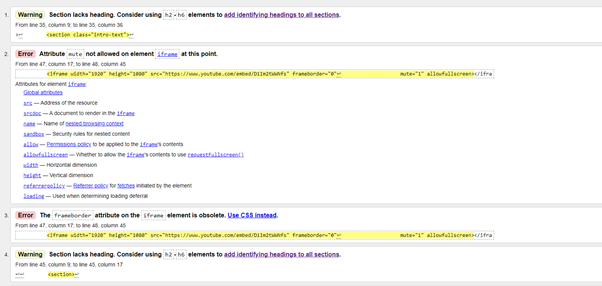 1. Warning Section lacks heading. Consider using h2-h6 elements to add identifying headings to all sections.
From line 35, column 9; to line 35, column 36
>↩ <section class="intro-text">↩
2. Error Attribute mute not allowed on element iframe at this point.
From line 47, column 17; to line 48, column 45
<iframe width="1920" height="1080" src="https://www.youtube.com/embed/ frameborder="0"↩ mute="1" allowfullscreen></ifra
Attributes for element iframe
Global attributes
src — Address of the resource
srcdoc — A document to render in the iframe
name — Name of nested browsing context
sandbox — Security rules for nested content
allow — Permissions policy to be applied to the iframe's contents
allowfullscreen — Whether to allow the iframe's contents to use requestFullscreen()
width — Horizontal dimension
height — Vertical dimension
referrerpolicy — Referrer policy for fetches initiated by the element
loading — Used when determining loading deferral
3. Error The frameborder attribute on the iframe element is obsolete. Use CSS instead.
From line 47, column 17; to line 48, column 45
<iframe width="1920" height="1080" src="https://www.youtube.com/embed/ frameborder="0"↩ mute="1" allowfullscreen></ifra
4. Warning Section lacks heading. Consider using h2-h6 elements to add identifying headings to all sections.
From line 45, column 9; to line 45, column 17
↩↩ <section>↩